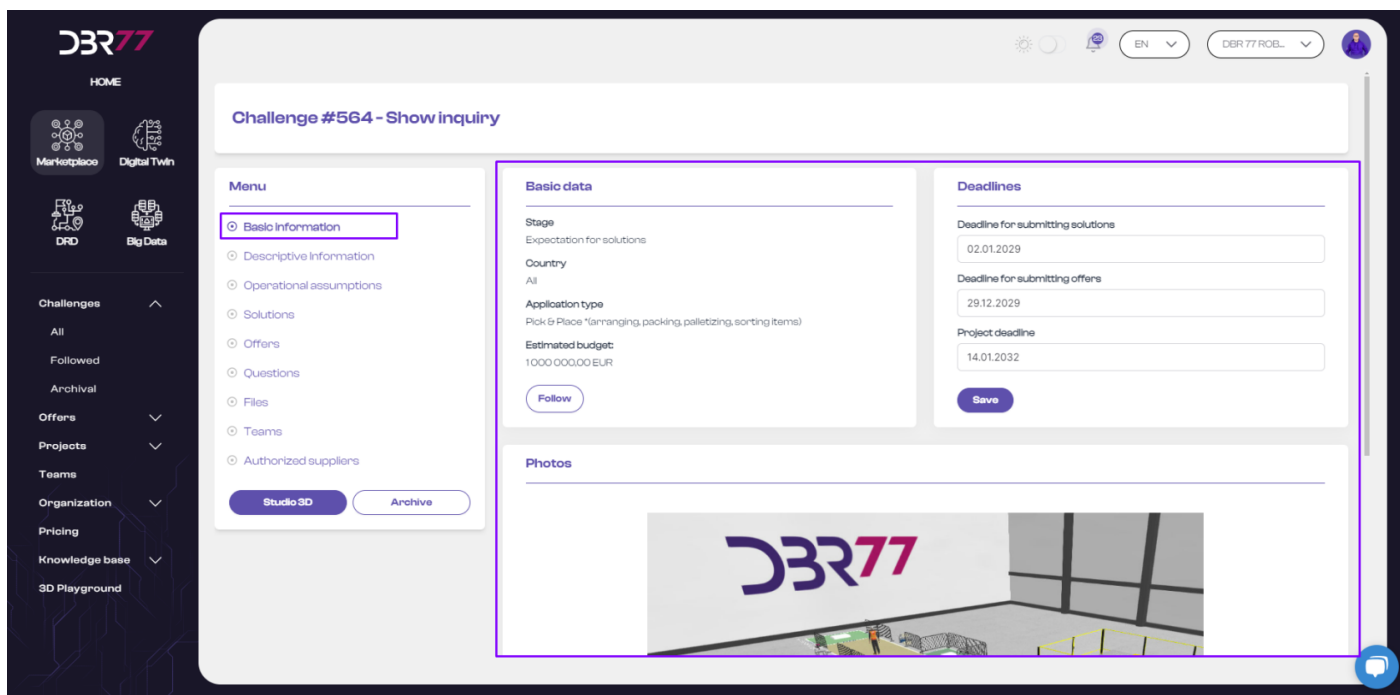 DBR77
HOME
Marketplace
Digital Twin
DRD
Big Data
Challenges
All
Followed
Archival
Offers
Projects
Teams
Organization
Pricing
Knowledge base
3D Playground
23
EN
DBR 77 ROB...
Challenge #564 - Show inquiry
Menu
Basic information
Descriptive Information
Operational assumptions
Solutions
Offers
Questions
Files
Teams
Authorized suppliers
Studio 3D
Archive
Basic data
Stage
Expectation for solutions
Country
All
Application type
Pick & Place *(arranging, packing, palletizing, sorting items)
Estimated budget:
1 000 000,00 EUR
Follow
Deadlines
Deadline for submitting solutions
02.01.2029
Deadline for submitting offers
29.12.2029
Project deadline
14.01.2032
Save
Photos
DBR77